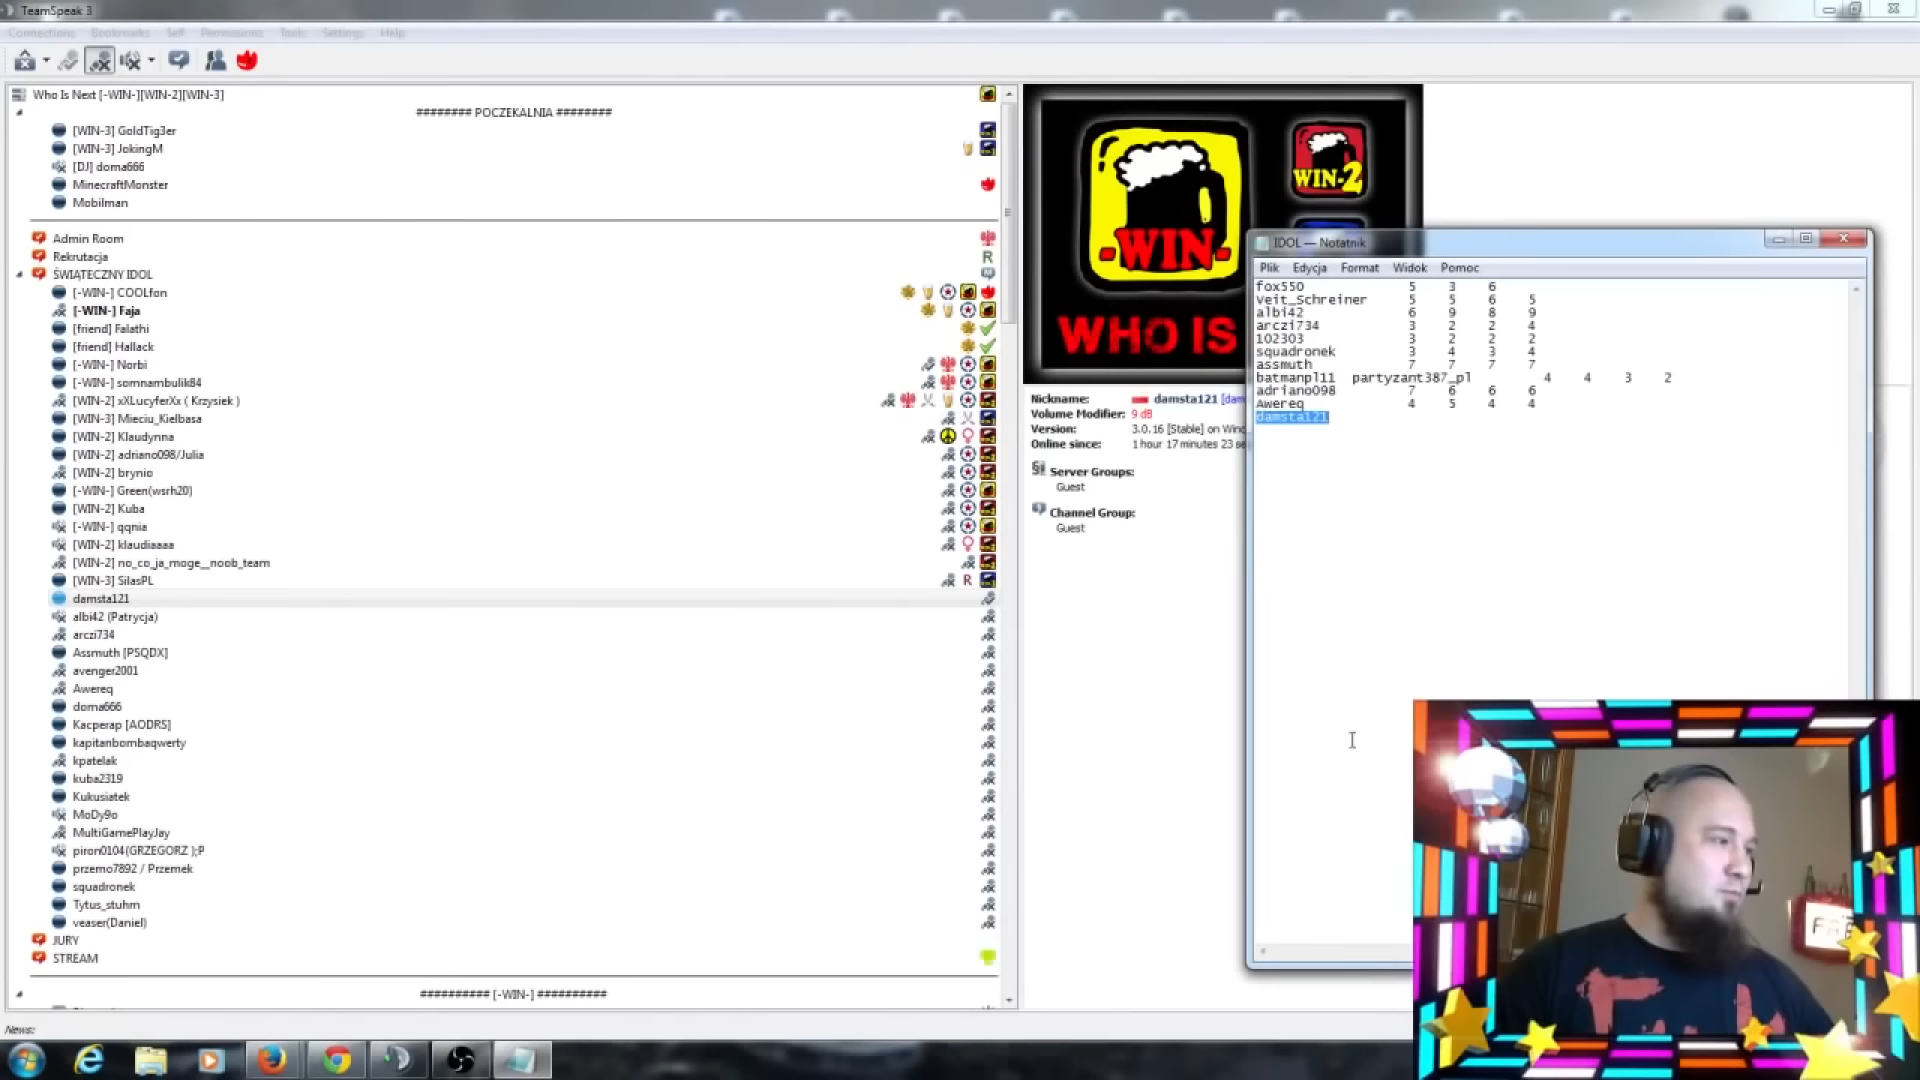 TeamSpeak 3
Connections Bookmarks Self Permissions Tools Settings Help
Who Is Next [-WIN-][WIN-2][WIN-3]
######## POCZEKALNIA ########
[WIN-3] GoldTig3er
[WIN-3] JokingM
[DJ] doma666
MinecraftMonster
Mobilman
Admin Room
Rekrutacja
R
ŚWIĄTECZNY IDOL
[-WIN-] COOLfon
[-WIN-] Faja
[friend] Falathi
[friend] Hallack
[-WIN-] Norbi
[-WIN-] somnambulik84
[WIN-2] xXLucyferXx ( Krzysiek )
[WIN-3] Mieciu_Kielbasa
[WIN-2] Klaudynna
[WIN-2] adriano098/Julia
[WIN-2] brynio
[-WIN-] Green(wsrh20)
[WIN-2] Kuba
[-WIN-] qqnia
[WIN-2] klaudiaaaa
[WIN-2] no_co_ja_moge__noob_team
[WIN-3] SilasPL
R
damsta121
albi42 (Patrycja)
arczi734
Assmuth [PSQDX]
avenger2001
Awereq
doma666
Kacperap [AODRS]
kapitanbombaqwerty
kpatelak
kuba2319
Kukusiatek
MoDy9o
MultiGamePlayJay
piron0104(GRZEGORZ );P
przemo7892 / Przemek
squadronek
Tytus_stuhm
veaser(Daniel)
JURY
STREAM
########## [-WIN-] ##########
News:
-WIN-
WIN-2
WHO IS
Nickname: damsta121 [dam
Volume Modifier: 9 dB
Version: 3.0.16 [Stable] on Win
Online since: 1 hour 17 minutes 23 se
Server Groups:
Guest
Channel Group:
Guest
IDOL — Notatnik
Plik Edycja Format Widok Pomoc
fox550 5 3 6
Veit_Schreiner 5 5 6 5
albi42 6 9 8 9
arczi734 3 2 2 4
102303 3 2 2 2
squadronek 3 4 3 4
assmuth 7 7 7 7
batmanpl11 partyzant387_pl 4 4 3 2
adriano098 7 6 6 6
Awereq 4 5 4 4
damsta121